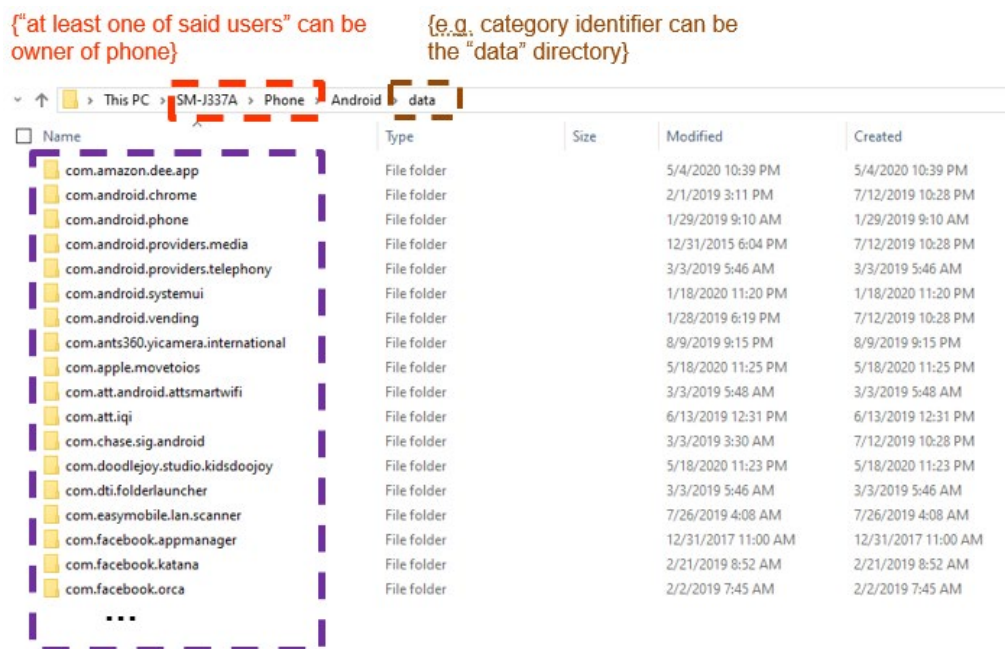 {“at least one of said users” can be
owner of phone}
{e.g. category identifier can be
the “data” directory}
This PC > SM-J337A > Phone > Android > data
Name Type Size Modified Created
com.amazon.dee.app File folder 5/4/2020 10:39 PM 5/4/2020 10:39 PM
com.android.chrome File folder 2/1/2019 3:11 PM 7/12/2019 10:28 PM
com.android.phone File folder 1/29/2019 9:10 AM 1/29/2019 9:10 AM
com.android.providers.media File folder 12/31/2015 6:04 PM 7/12/2019 10:28 PM
com.android.providers.telephony File folder 3/3/2019 5:46 AM 3/3/2019 5:46 AM
com.android.systemui File folder 1/18/2020 11:20 PM 1/18/2020 11:20 PM
com.android.vending File folder 1/28/2019 6:19 PM 7/12/2019 10:28 PM
com.ants360.yicamera.international File folder 8/9/2019 9:15 PM 8/9/2019 9:15 PM
com.apple.movetoios File folder 5/18/2020 11:25 PM 5/18/2020 11:25 PM
com.att.android.attsmartwifi File folder 3/3/2019 5:48 AM 3/3/2019 5:48 AM
com.att.iqi File folder 6/13/2019 12:31 PM 6/13/2019 12:31 PM
com.chase.sig.android File folder 3/3/2019 3:30 AM 7/12/2019 10:28 PM
com.doodlejoy.studio.kidsdoojoy File folder 5/18/2020 11:23 PM 5/18/2020 11:23 PM
com.dti.folderlauncher File folder 3/3/2019 5:46 AM 3/3/2019 5:46 AM
com.easymobile.lan.scanner File folder 7/26/2019 4:08 AM 7/26/2019 4:08 AM
com.facebook.appmanager File folder 12/31/2017 11:00 AM 12/31/2017 11:00 AM
com.facebook.katana File folder 2/21/2019 8:52 AM 2/21/2019 8:52 AM
com.facebook.orca File folder 2/2/2019 7:45 AM 2/2/2019 7:45 AM
...